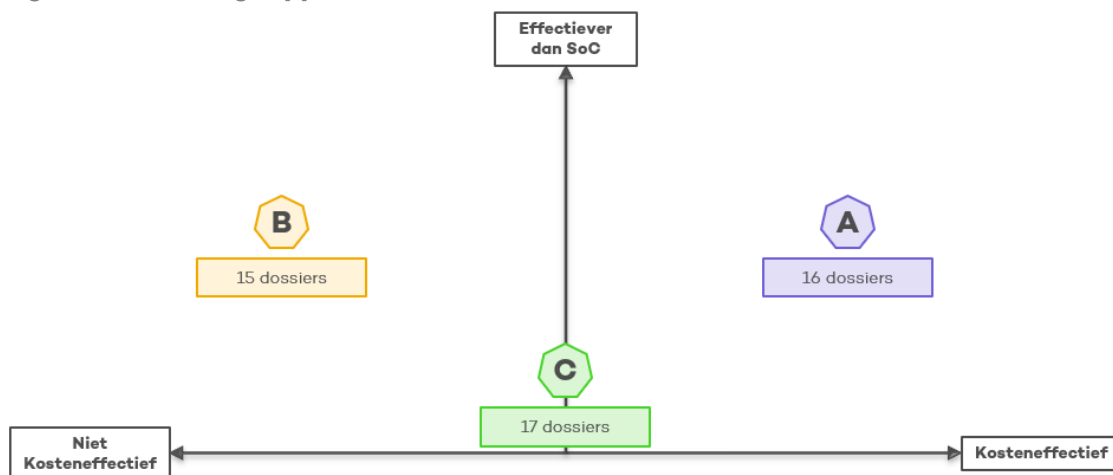 Effectiever
dan SoC
B
15 dossiers
A
16 dossiers
C
17 dossiers
Niet
Kosteneffectief
Kosteneffectief